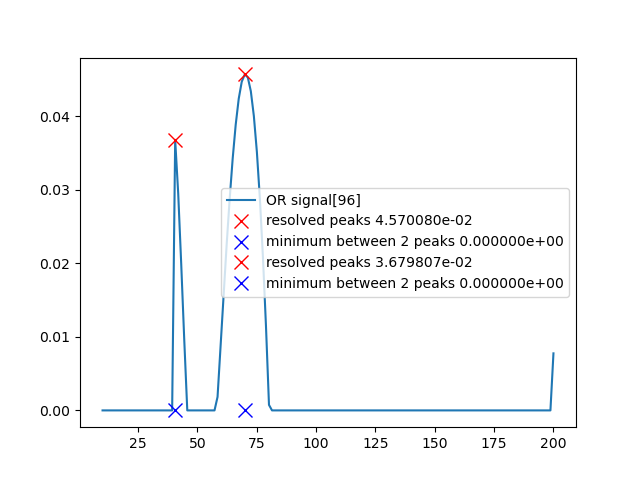 0.04
0.03
0.02
0.01
0.00
OR signal[96]
resolved peaks 4.570080e-02
minimum between 2 peaks 0.000000e+00
resolved peaks 3.679807e-02
minimum between 2 peaks 0.000000e+00
25 50 75 100 125 150 175 200